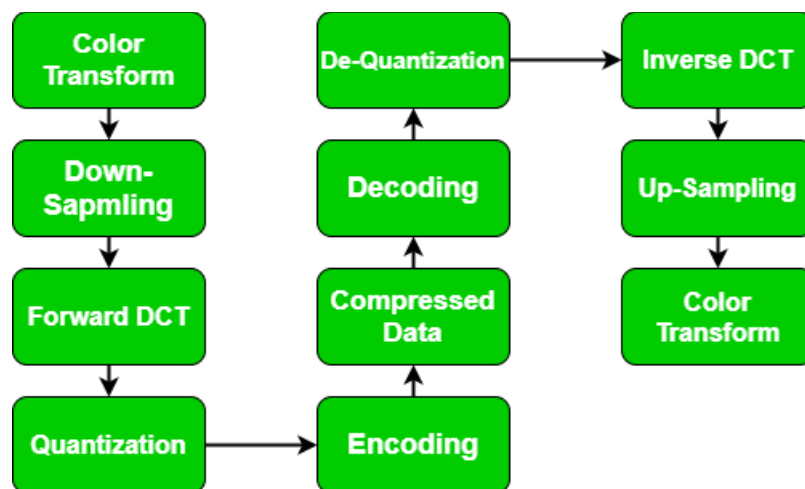 Color
Transform
Down-
Sapmling
Forward DCT
Quantization
Encoding
Compressed
Data
Decoding
De-Quantization
Inverse DCT
Up-Sampling
Color
Transform